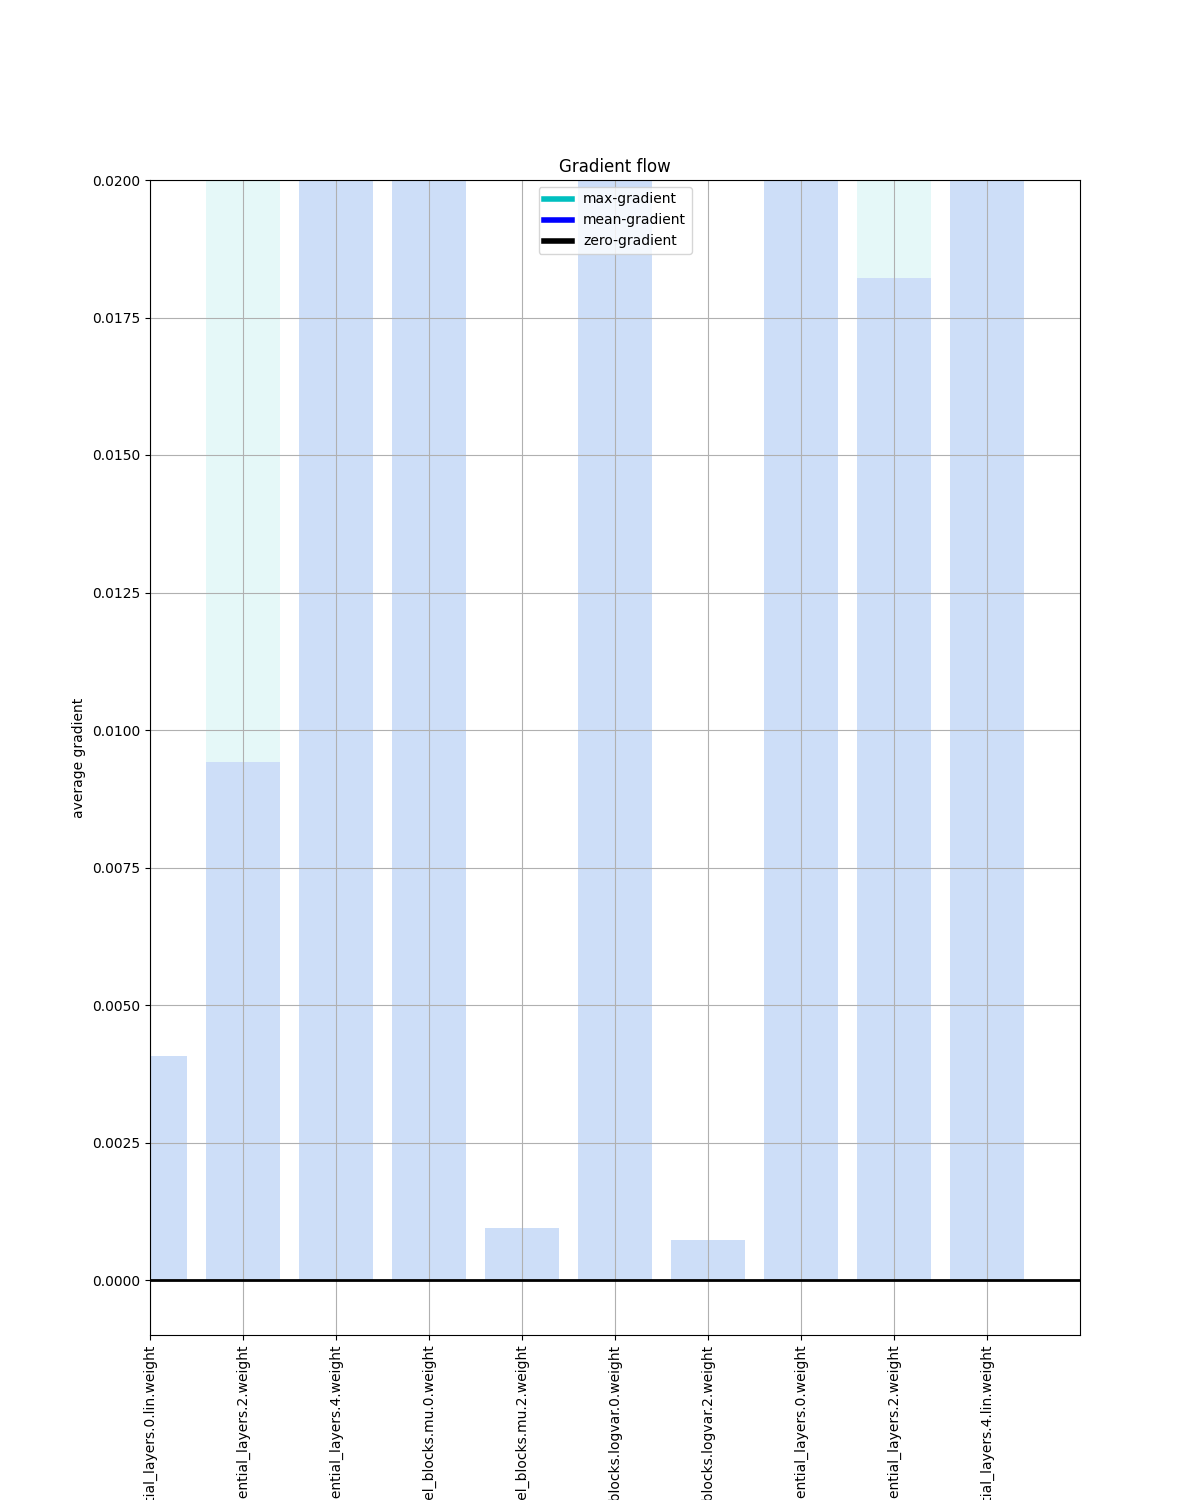 Gradient flow
max-gradient
mean-gradient
zero-gradient
0.0200
0.0175
0.0150
0.0125
0.0100
0.0075
0.0050
0.0025
0.0000
average gradient
tial_layers.0.lin.weight
ential_layers.2.weight
ential_layers.4.weight
el_blocks.mu.0.weight
el_blocks.mu.2.weight
blocks.logvar.0.weight
blocks.logvar.2.weight
ential_layers.0.weight
ential_layers.2.weight
tial_layers.4.lin.weight